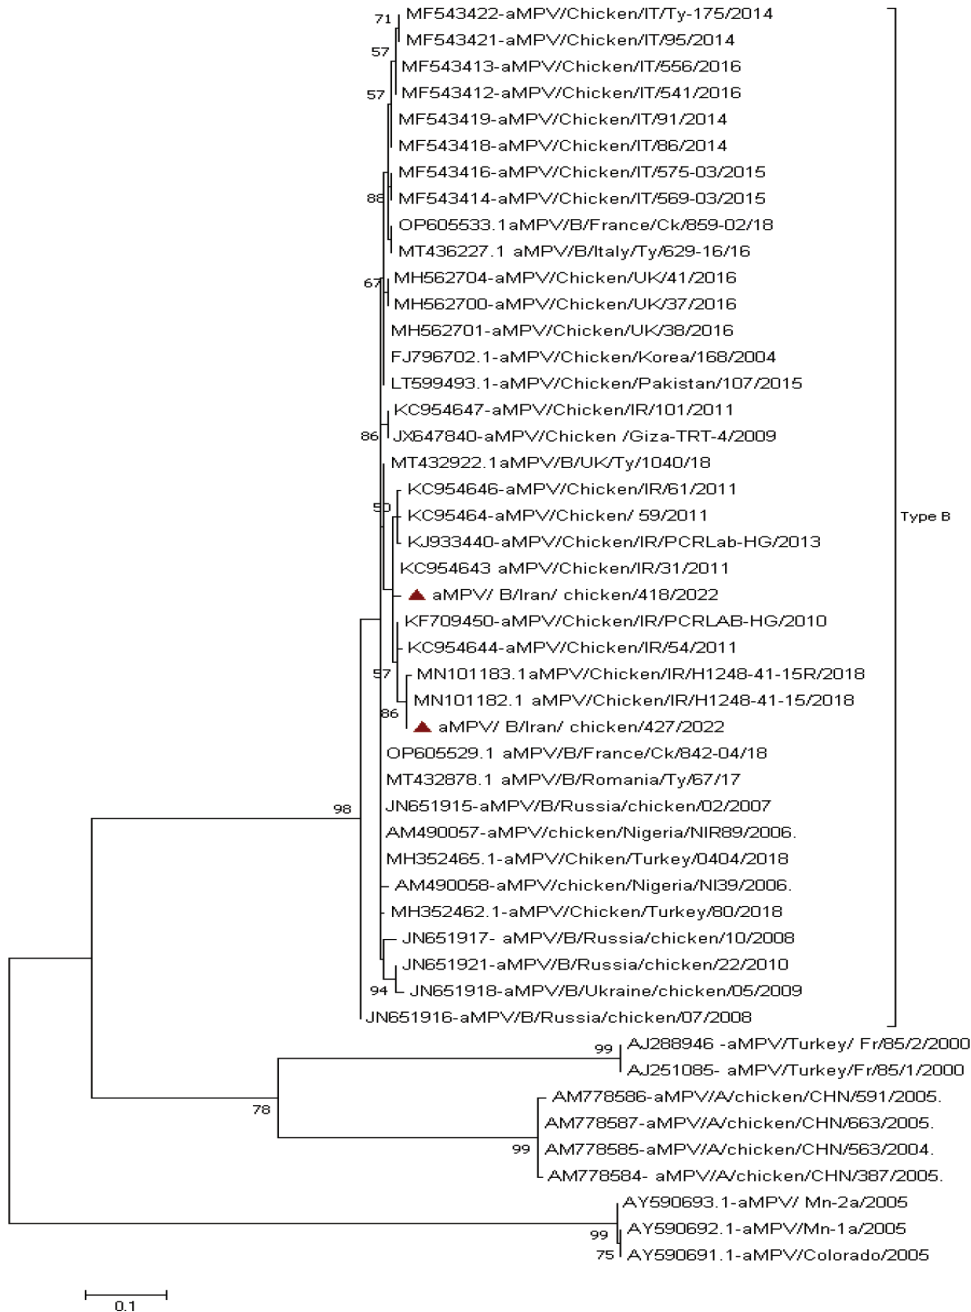 71
MF543422-aMPV/Chicken/IT/Ty-175/2014
MF543421-aMPV/Chicken/IT/95/2014
57
MF543413-aMPV/Chicken/IT/556/2016
57
MF543412-aMPV/Chicken/IT/541/2016
MF543419-aMPV/Chicken/IT/91/2014
MF543418-aMPV/Chicken/IT/86/2014
MF543416-aMPV/Chicken/IT/575-03/2015
88
MF543414-aMPV/Chicken/IT/569-03/2015
OP605533.1aMPV/B/France/Ck/859-02/18
MT436227.1 aMPV/B/Italy/Ty/629-16/16
67
MH562704-aMPV/Chicken/UK/41/2016
MH562700-aMPV/Chicken/UK/37/2016
MH562701-aMPV/Chicken/UK/38/2016
FJ796702.1-aMPV/Chicken/Korea/168/2004
LT599493.1-aMPV/Chicken/Pakistan/107/2015
KC954647-aMPV/Chicken/IR/101/2011
86
JX647840-aMPV/Chicken /Giza-TRT-4/2009
MT432922.1aMPV/B/UK/Ty/1040/18
KC954646-aMPV/Chicken/IR/61/2011
50
KC95464-aMPV/Chicken/ 59/2011
Type B
KJ933440-aMPV/Chicken/IR/PCRLab-HG/2013
KC954643 aMPV/Chicken/IR/31/2011
aMPV/ B/Iran/ chicken/418/2022
KF709450-aMPV/Chicken/IR/PCRLAB-HG/2010
KC954644-aMPV/Chicken/IR/54/2011
57
MN101183.1aMPV/Chicken/IR/H1248-41-15R/2018
MN101182.1 aMPV/Chicken/IR/H1248-41-15/2018
86
aMPV/ B/Iran/ chicken/427/2022
OP605529.1 aMPV/B/France/Ck/842-04/18
MT432878.1 aMPV/B/Romania/Ty/67/17
98
JN651915-aMPV/B/Russia/chicken/02/2007
AM490057-aMPV/chicken/Nigeria/NIR89/2006.
MH352465.1-aMPV/Chiken/Turkey/0404/2018
AM490058-aMPV/chicken/Nigeria/NI39/2006.
MH352462.1-aMPV/Chicken/Turkey/80/2018
JN651917- aMPV/B/Russia/chicken/10/2008
JN651921-aMPV/B/Russia/chicken/22/2010
94
JN651918-aMPV/B/Ukraine/chicken/05/2009
JN651916-aMPV/B/Russia/chicken/07/2008
99
AJ288946 -aMPV/Turkey/ Fr/85/2/2000
AJ251085- aMPV/Turkey/Fr/85/1/2000
78
AM778586-aMPV/A/chicken/CHN/591/2005.
AM778587-aMPV/A/chicken/CHN/663/2005.
99
AM778585-aMPV/A/chicken/CHN/563/2004.
AM778584- aMPV/A/chicken/CHN/387/2005.
AY590693.1-aMPV/ Mn-2a/2005
99
AY590692.1-aMPV/Mn-1a/2005
75
AY590691.1-aMPV/Colorado/2005
0.1